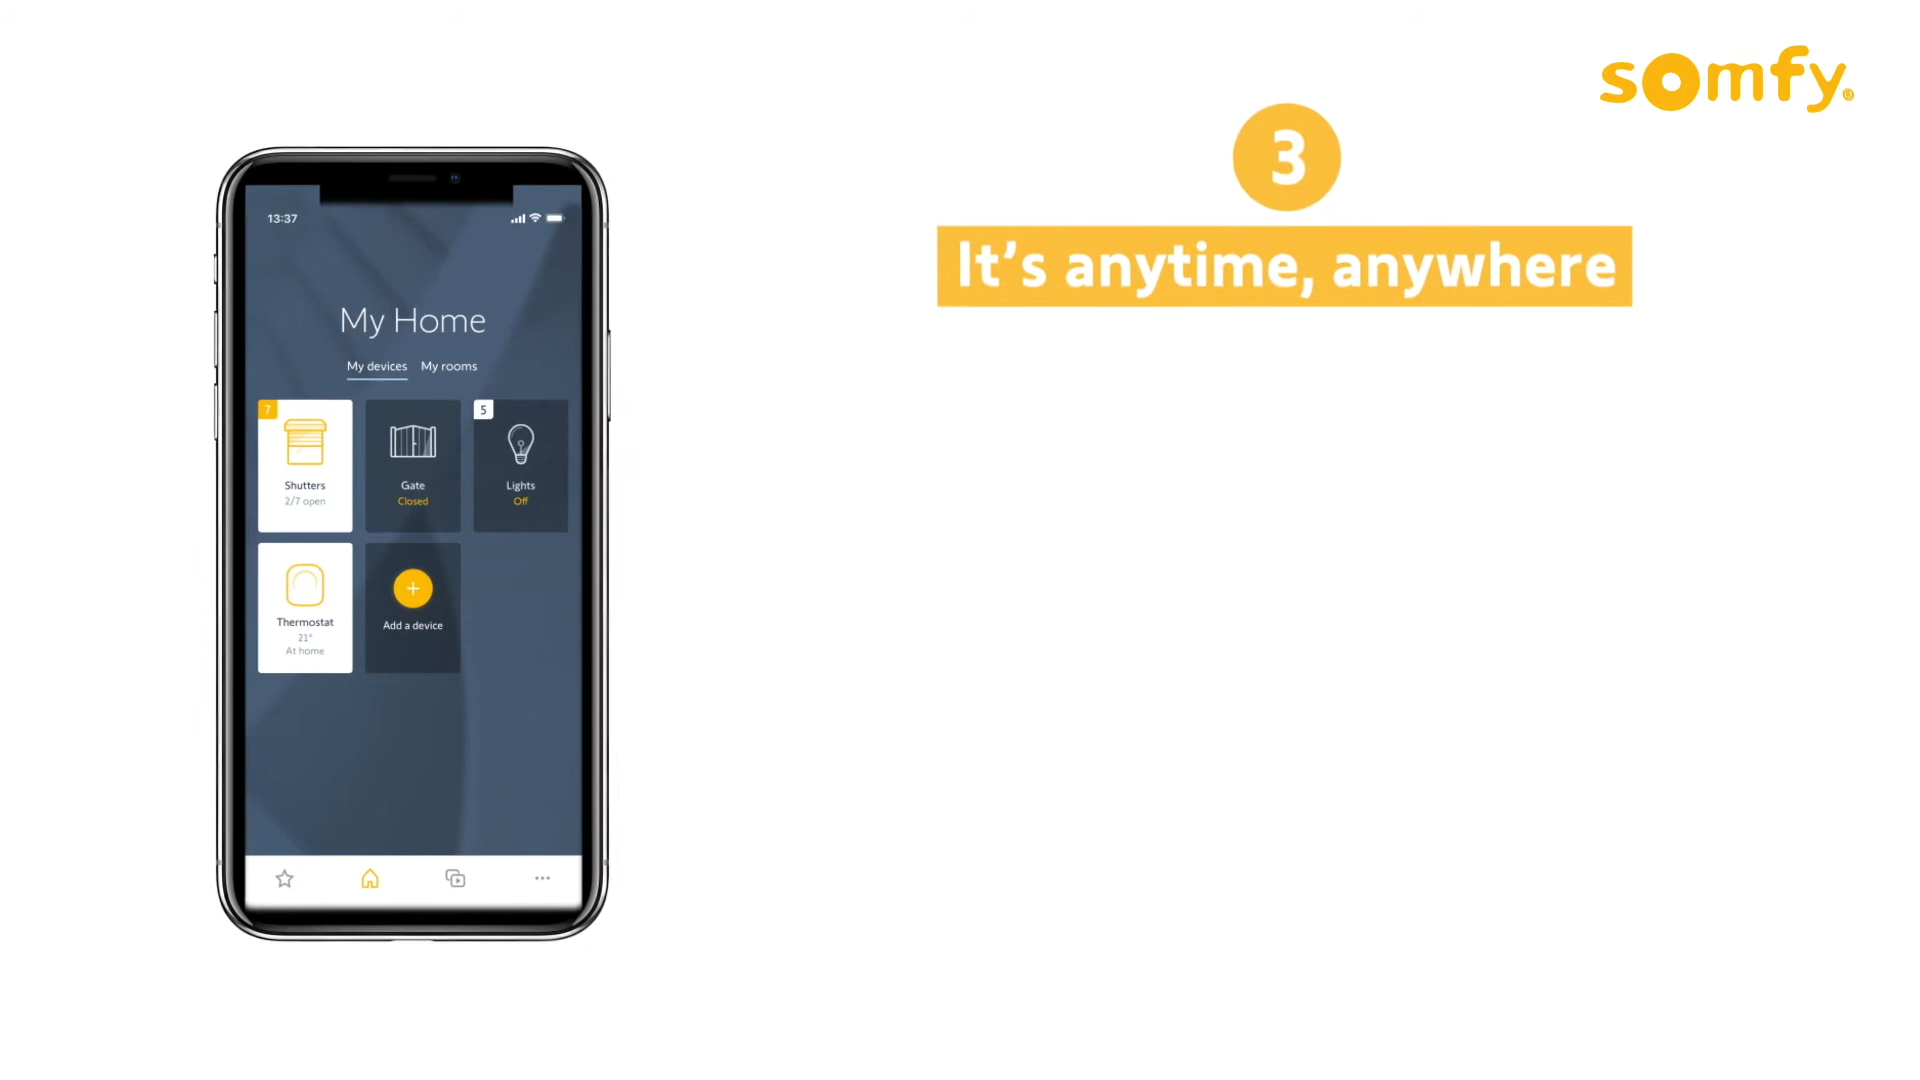 somfy
3
It's anytime, anywhere
13:37
My Home
My devices My rooms
7
Shutters
2/7 open
Gate
Closed
5
Lights
Off
Thermostat
21°
At home
+
Add a device